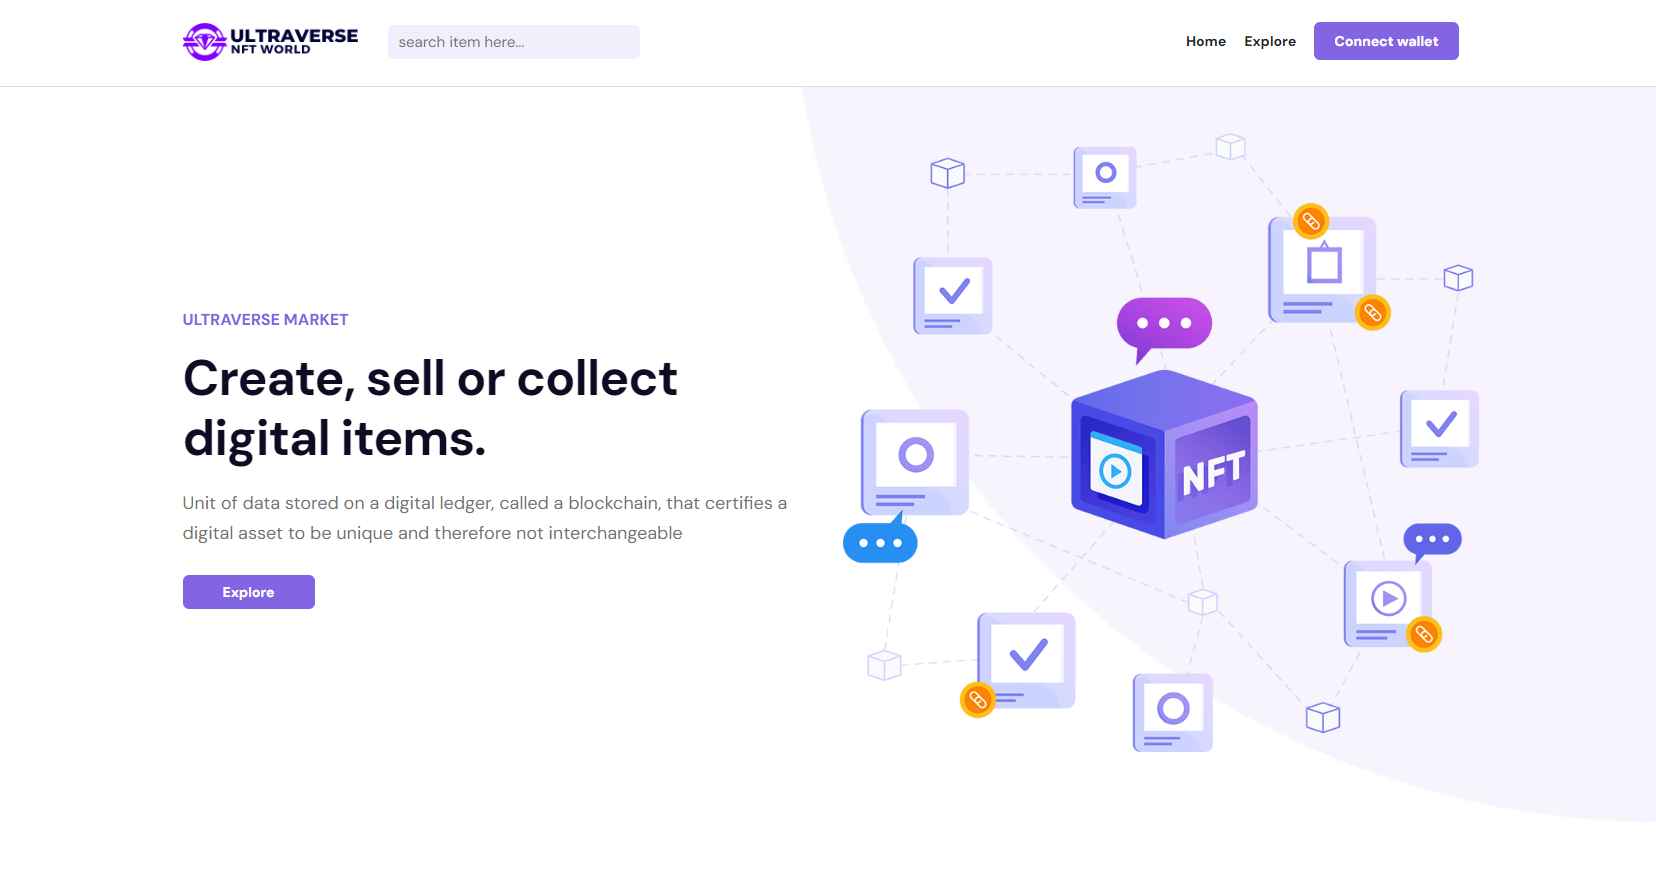 ULTRAVERSE
NFT WORLD
search item here...
Home
Explore
Connect wallet
ULTRAVERSE MARKET
Create, sell or collect
digital items.
Unit of data stored on a digital ledger, called a blockchain, that certifies a
digital asset to be unique and therefore not interchangeable
Explore
NFT